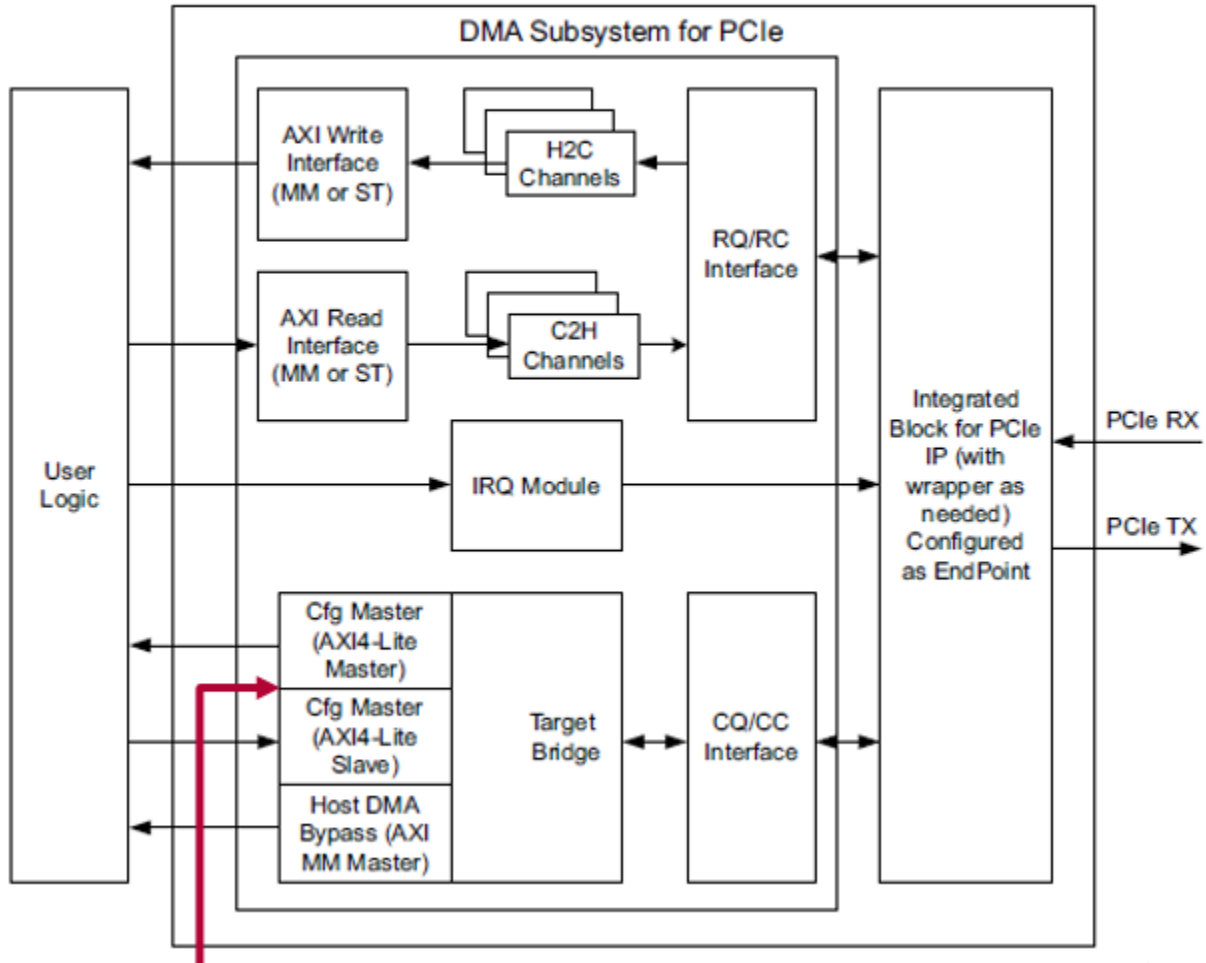 DMA Subsystem for PCIe
AXI Write
Interface
(MM or ST)
H2C
Channels
RQ/RC
Interface
AXI Read
Interface
(MM or ST)
C2H
Channels
User
Logic
IRQ Module
Integrated
Block for PCIe
IP (with
wrapper as
needed)
Configured
as EndPoint
PCIe RX
PCIe TX
Cfg Master
(AXI4-Lite
Master)
Cfg Master
(AXI4-Lite
Slave)
Host DMA
Bypass (AXI
MM Master)
Target
Bridge
CQ/CC
Interface